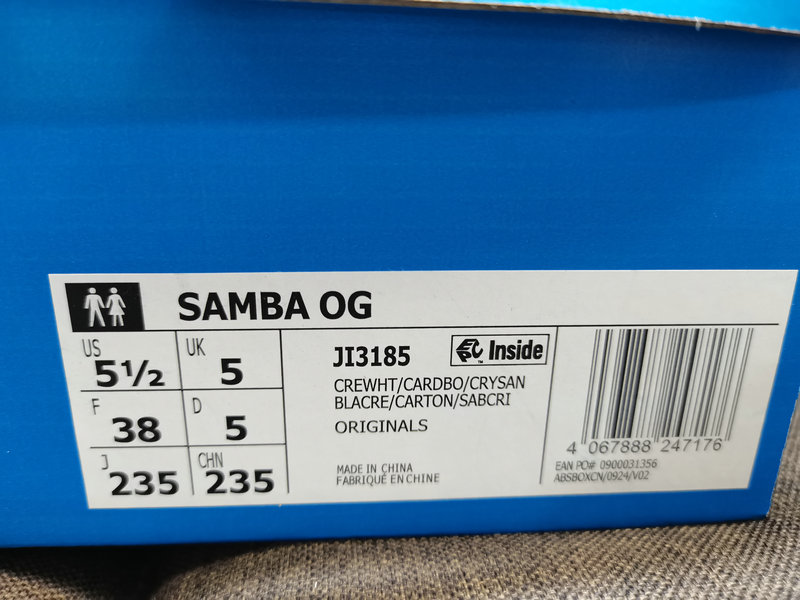 SAMBA OG
US 5½ UK 5
F 38 D 5
J 235 CHN 235
JI3185 Inside
TM
CREWHT/CARDBO/CRYSAN
BLACRE/CARTON/SABCRI
ORIGINALS
MADE IN CHINA
FABRIQUÉ EN CHINE
4 067888 247176
EAN PO# 0900031356
ABSBOXCN/0924/V02